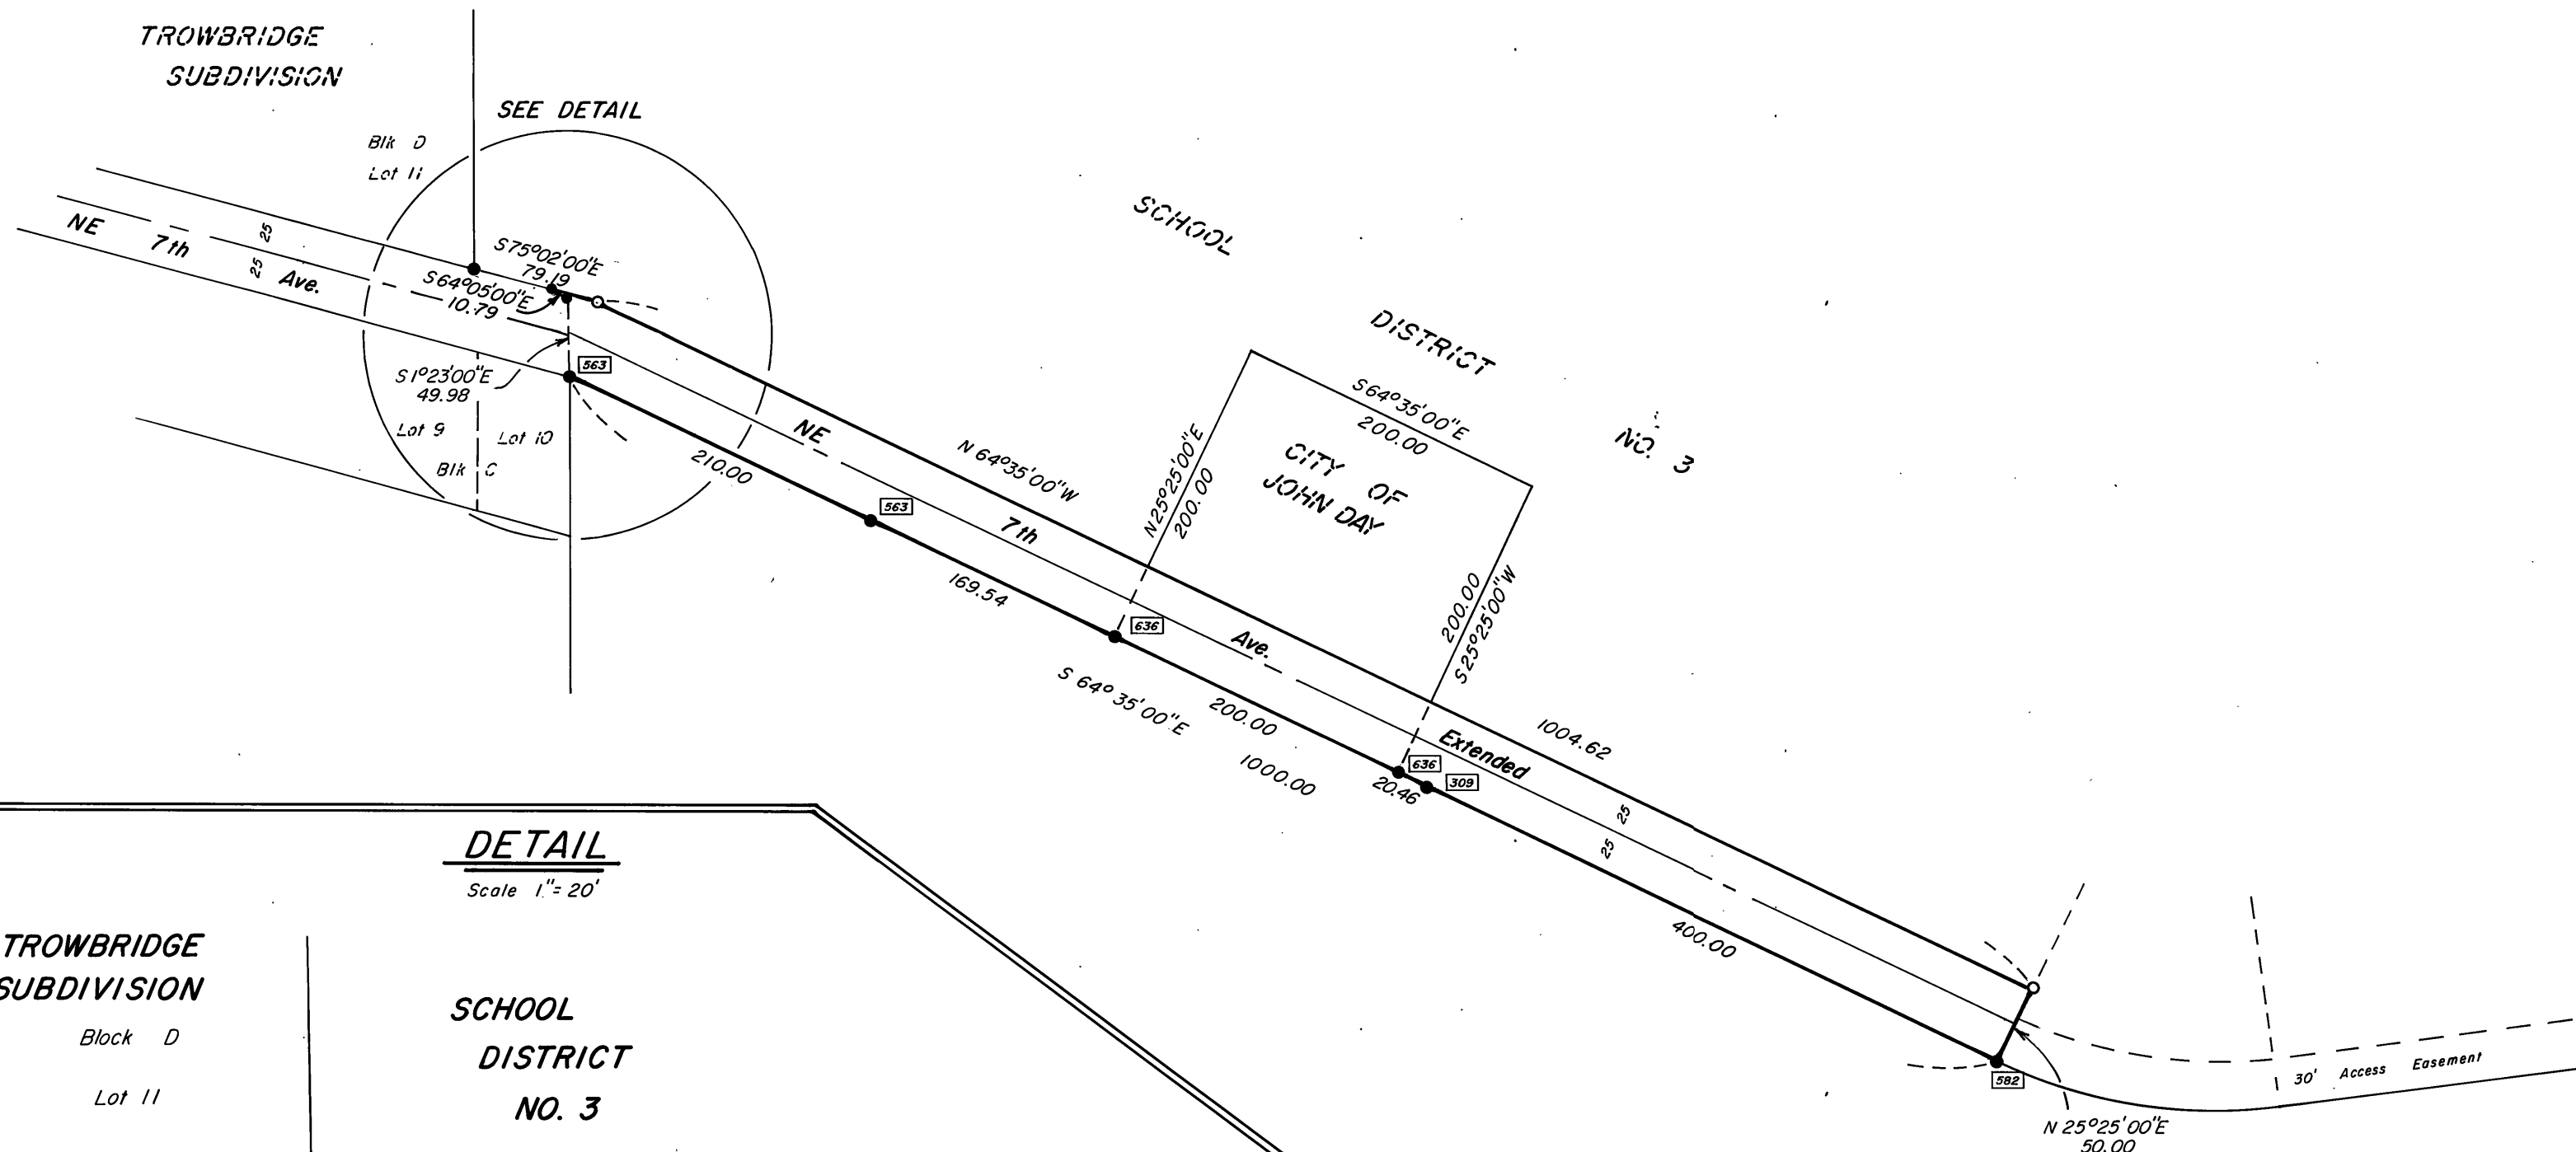 TROWBRIDGE
SUBDIVISION
SEE DETAIL
Blk D
Lot 11
NE 7th Ave.
25
25
S75°02'00"E
79.19
S64°05'00"E
10.79
S1°23'00"E
49.98
563
Lot 9
Lot 10
Blk C
SCHOOL
DISTRICT
NO. 3
S64°35'00"E
200.00
CITY OF
JOHN DAY
N25°25'00"E
200.00
200.00
S25°25'00"W
N 64°35'00"W
1004.62
NE 7th Ave. Extended
25
25
210.00
563
169.54
636
S 64°35'00"E
1000.00
200.00
636
20.46
309
400.00
582
N 25°25'00"E
50.00
30' Access Easement
DETAIL
Scale 1"= 20'
TROWBRIDGE
SUBDIVISION
Block D
Lot 11
SCHOOL
DISTRICT
NO. 3